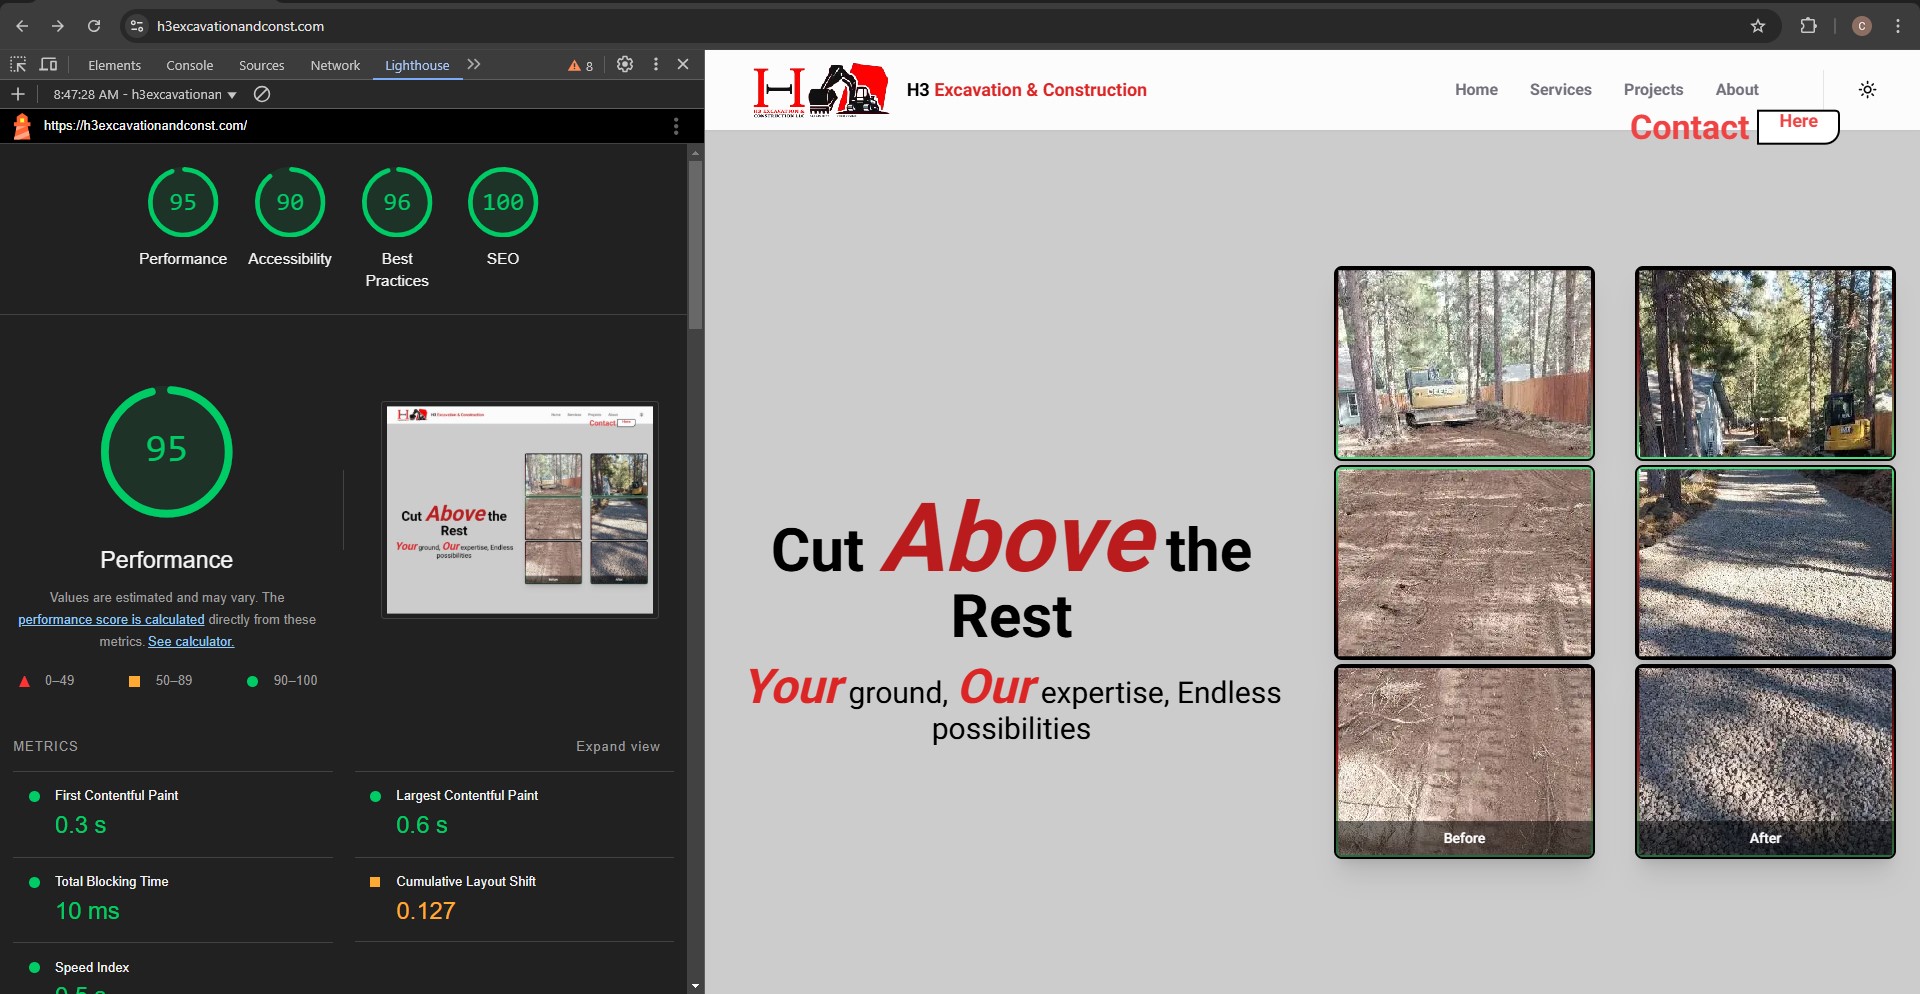 h3excavationandconst.com
C
Elements Console Sources Network Lighthouse 8
8:47:28 AM - h3excavationan
https://h3excavationandconst.com/
95 90 96 100
Performance Accessibility Best Practices SEO
95
Performance
Values are estimated and may vary. The
performance score is calculated directly from these
metrics. See calculator.
0–49 50–89 90–100
METRICS Expand view
First Contentful Paint
0.3 s
Largest Contentful Paint
0.6 s
Total Blocking Time
10 ms
Cumulative Layout Shift
0.127
Speed Index
0.5 s
H3 Excavation & Construction
Home Services Projects About
Contact Here
Cut Above the
Rest
Your ground, Our expertise, Endless
possibilities
Before
After